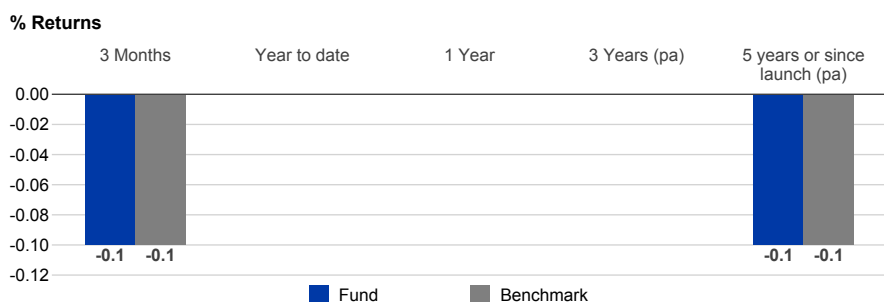 % Returns
3 Months Year to date 1 Year 3 Years (pa) 5 years or since
launch (pa)
0.00
-0.02
-0.04
-0.06
-0.08
-0.10
-0.1 -0.1 -0.1 -0.1
-0.12
Fund Benchmark